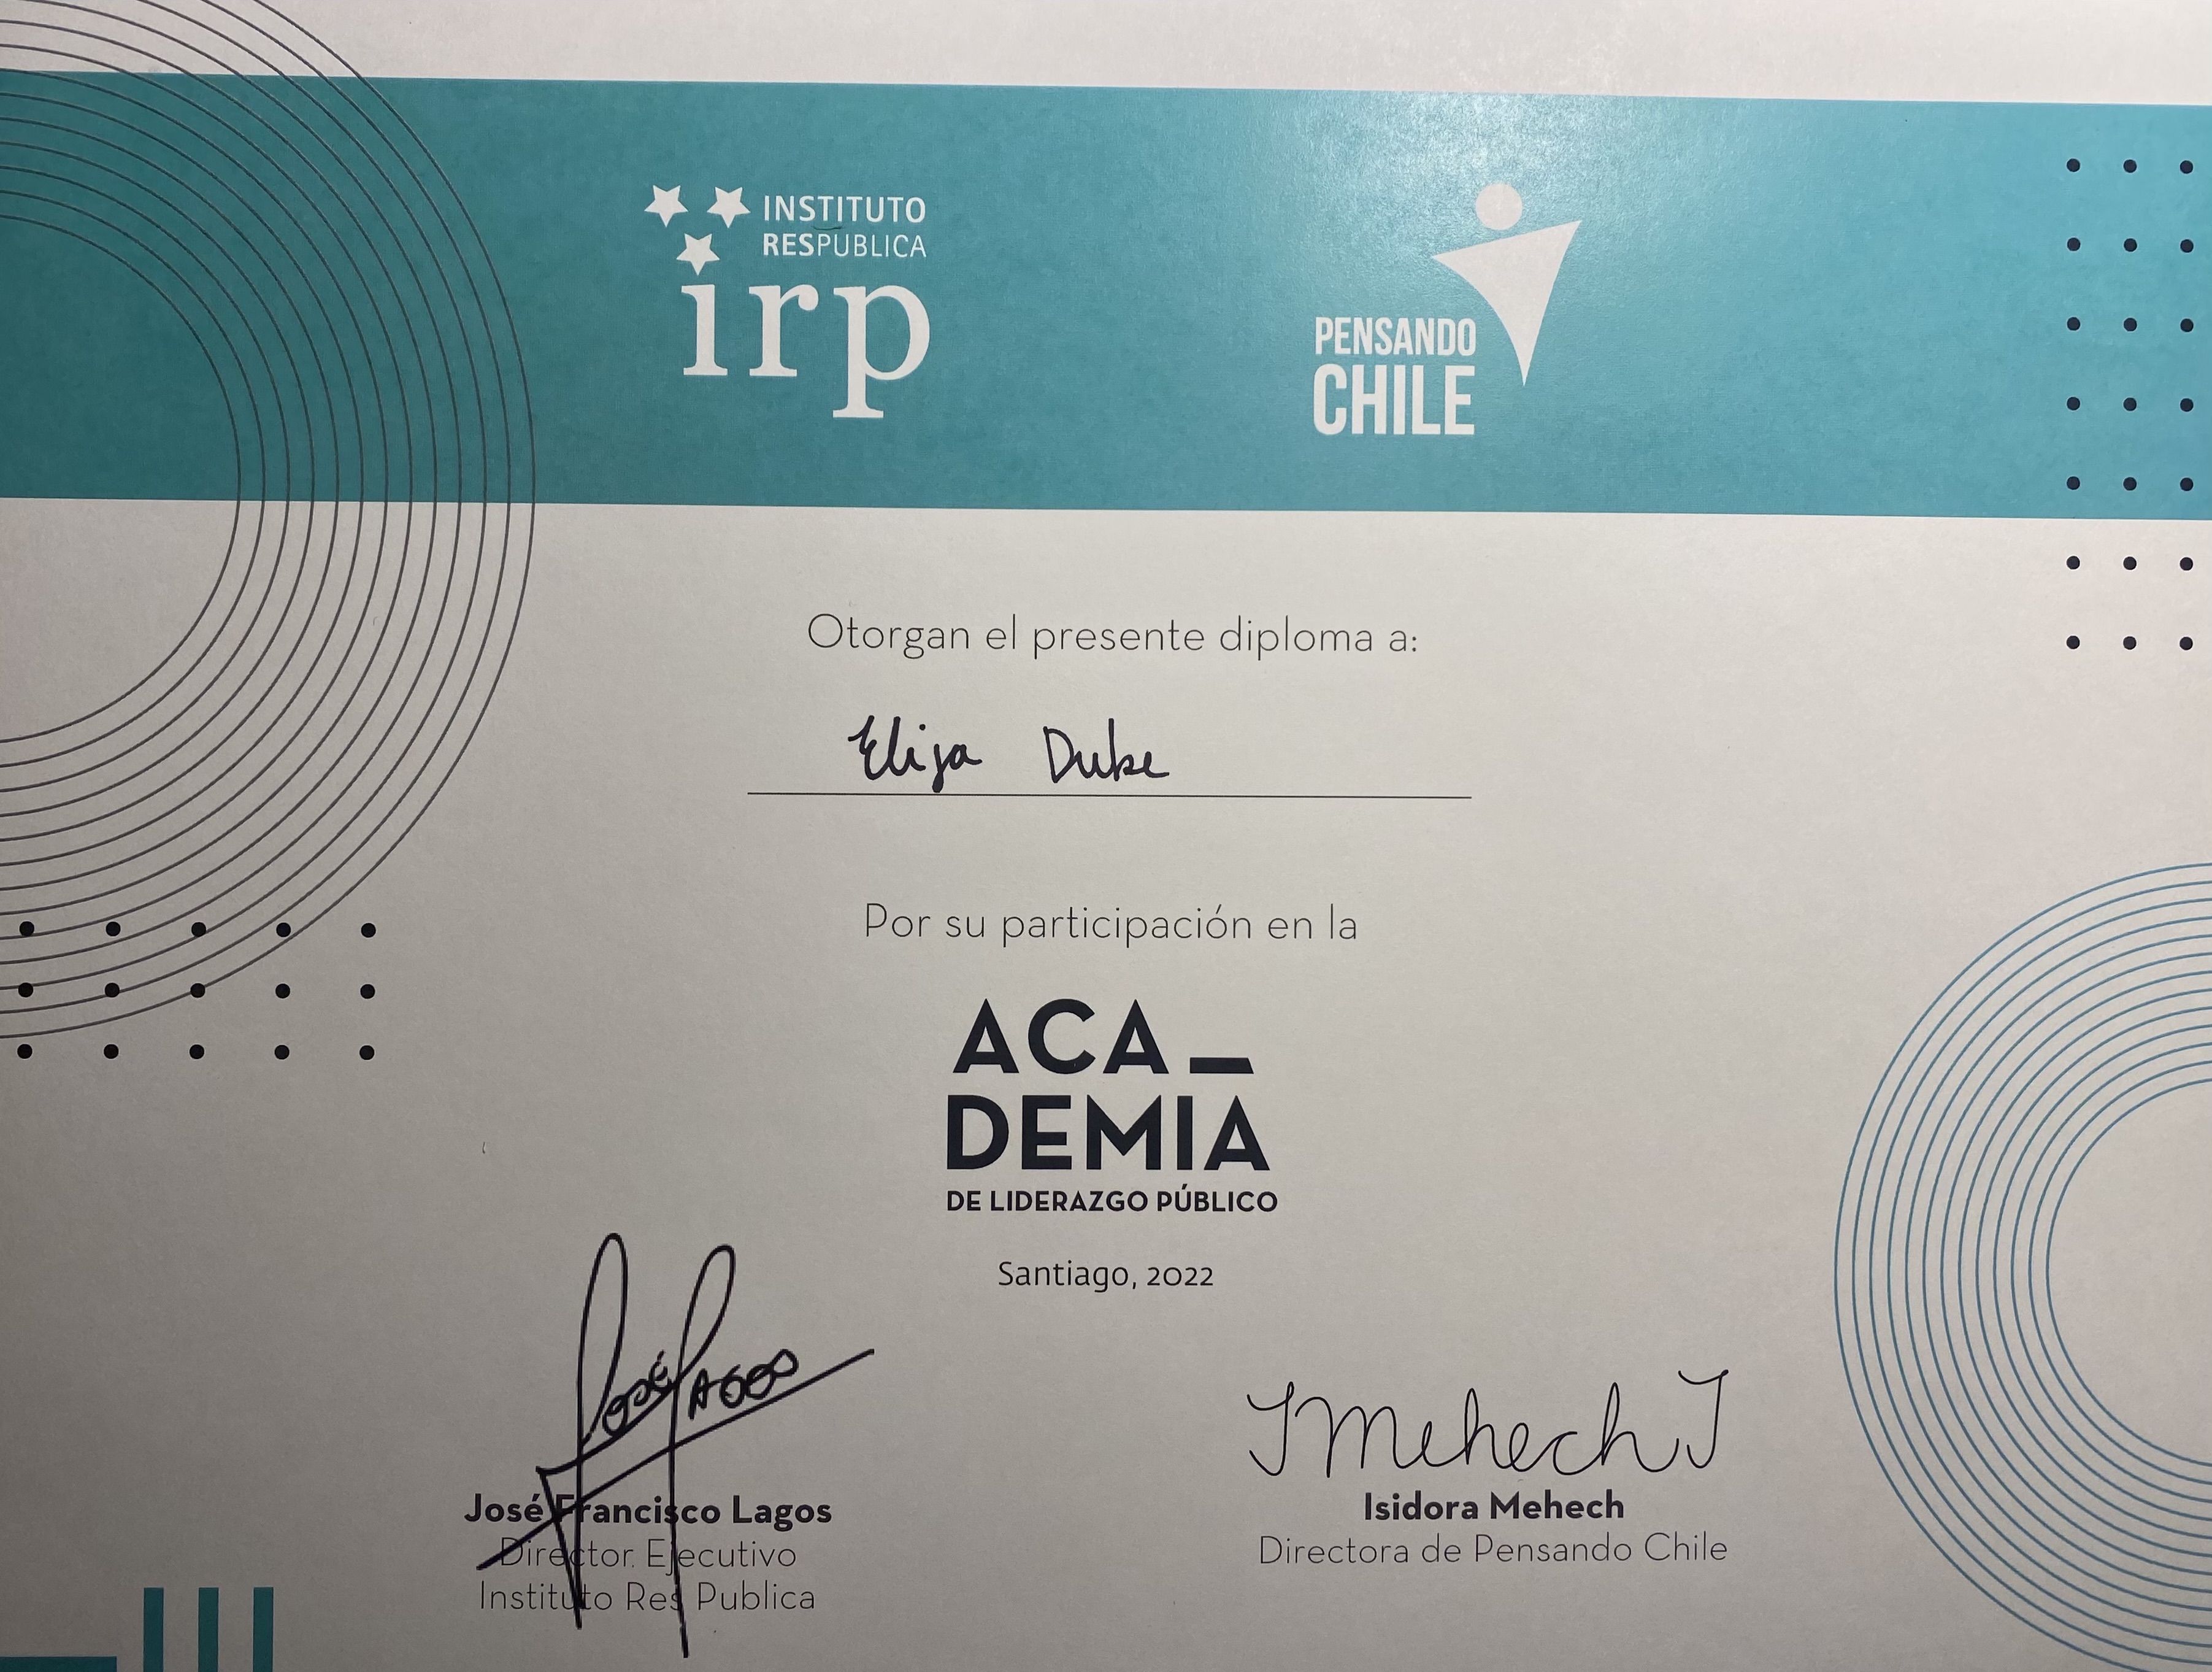 INSTITUTO
RESPUBLICA
irp
PENSANDO
CHILE
Otorgan el presente diploma a:
Elisa Duke
Por su participación en la
ACA_
DEMIA
DE LIDERAZGO PÚBLICO
Santiago, 2022
José Lagos
IMehech T
José Francisco Lagos
Director Ejecutivo
Instituto Res Publica
Isidora Mehech
Directora de Pensando Chile